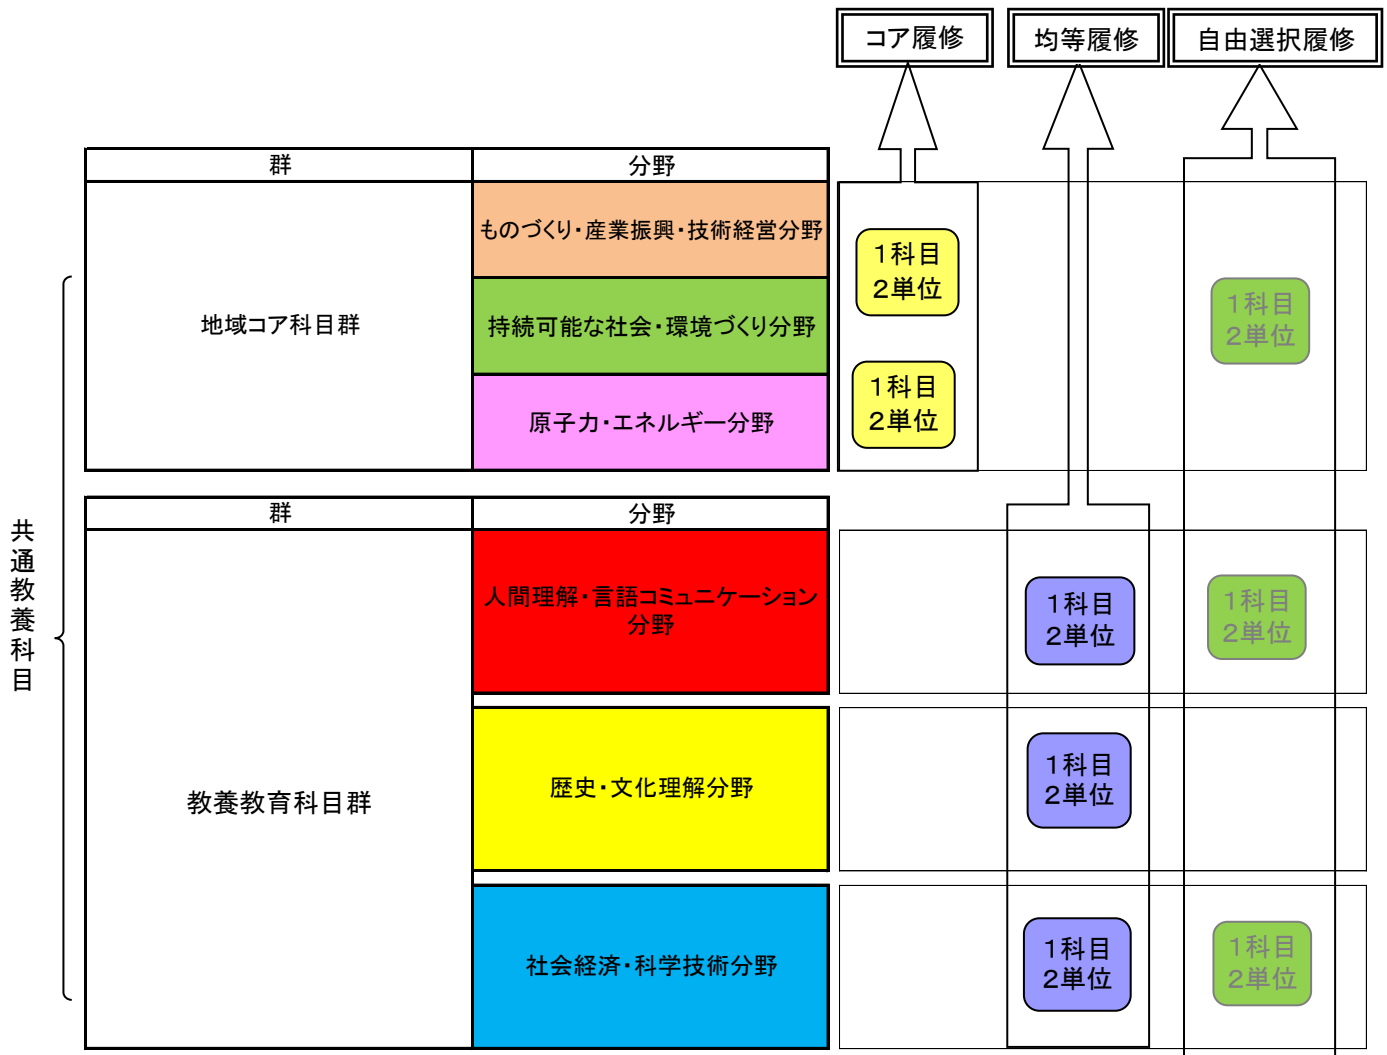 コア履修
均等履修
自由選択履修
群
分野
地域コア科目群
ものづくり・産業振興・技術経営分野
持続可能な社会・環境づくり分野
原子力・エネルギー分野
１科目
２単位
１科目
２単位
１科目
２単位
共通教養科目
群
分野
教養教育科目群
人間理解・言語コミュニケーション
分野
１科目
２単位
１科目
２単位
歴史・文化理解分野
１科目
２単位
社会経済・科学技術分野
１科目
２単位
１科目
２単位